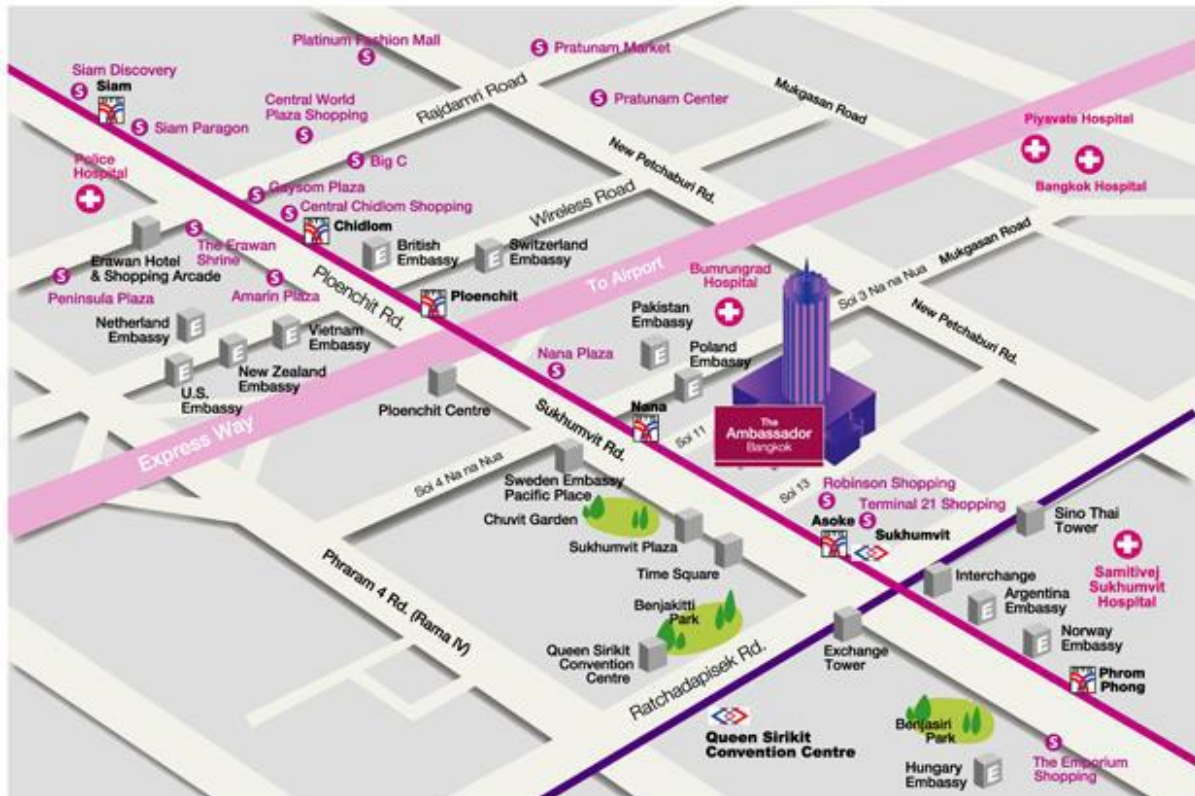 Platinum Fashion Mall
Pratunam Market
Siam Discovery
Siam
Siam Paragon
Central World
Plaza Shopping
Rajdamri Road
Pratunam Center
Mukgasan Road
Piyavate Hospital
Bangkok Hospital
Police
Hospital
Big C
New Petchaburi Rd.
Gaysorn Plaza
Central Chidlom Shopping
Chidlom
Wireless Road
British
Embassy
Switzerland
Embassy
Mukgasan Road
Erawan Hotel
& Shopping Arcade
The Erawan
Shrine
Peninsula Plaza
Amarin Plaza
Ploenchit Rd.
Ploenchit
To Airport
Bumrungrad
Hospital
Soi 3 Na na Nua
Pakistan
Embassy
Netherland
Embassy
Vietnam
Embassy
New Zealand
Embassy
U.S.
Embassy
Poland
Embassy
New Petchaburi Rd.
Nana Plaza
Ploenchit Centre
Express Way
Nana
Sukhumvit Rd.
Soi 11
The
Ambassador
Bangkok
Soi 4 Na na Nua
Sweden Embassy
Pacific Place
Chuvit Garden
Sukhumvit Plaza
Time Square
Soi 13
Robinson Shopping
Terminal 21 Shopping
Asoke
Sukhumvit
Sino Thai
Tower
Samitivej
Sukhumvit
Hospital
Interchange
Argentina
Embassy
Norway
Embassy
Phraram 4 Rd. (Rama IV)
Benjakitti
Park
Queen Sirikit
Convention
Centre
Ratchadapisek Rd.
Exchange
Tower
Phrom
Phong
Queen Sirikit
Convention Centre
Benjasiri
Park
Hungary
Embassy
The Emporium
Shopping